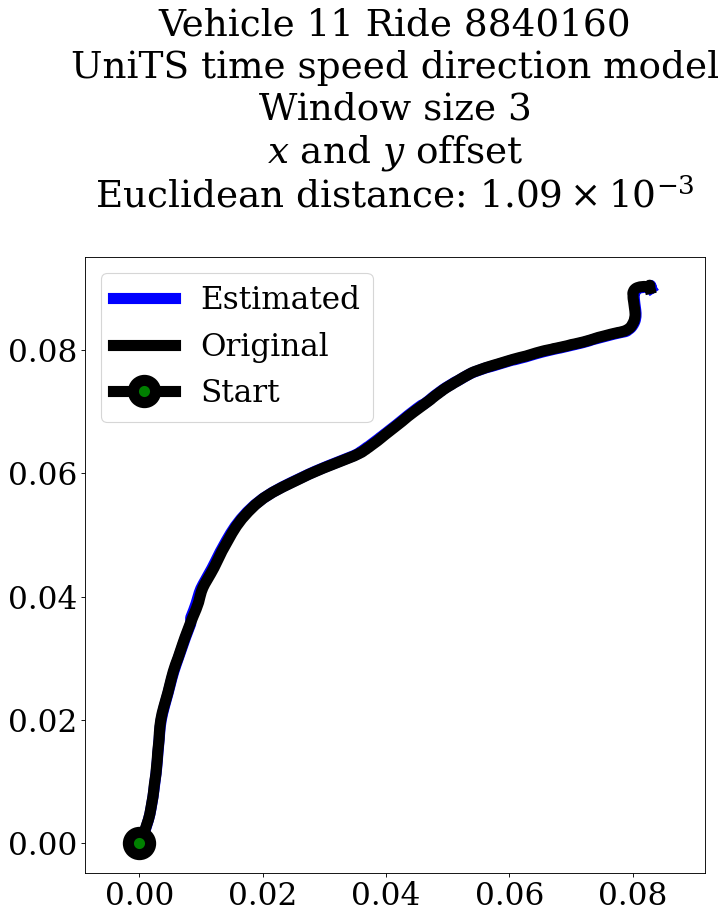 Vehicle 11 Ride 8840160
UniTS time speed direction model
Window size 3
x and y offset
Euclidean distance: 1.09 × 10⁻³
Estimated
Original
Start
0.08
0.06
0.04
0.02
0.00
0.00 0.02 0.04 0.06 0.08